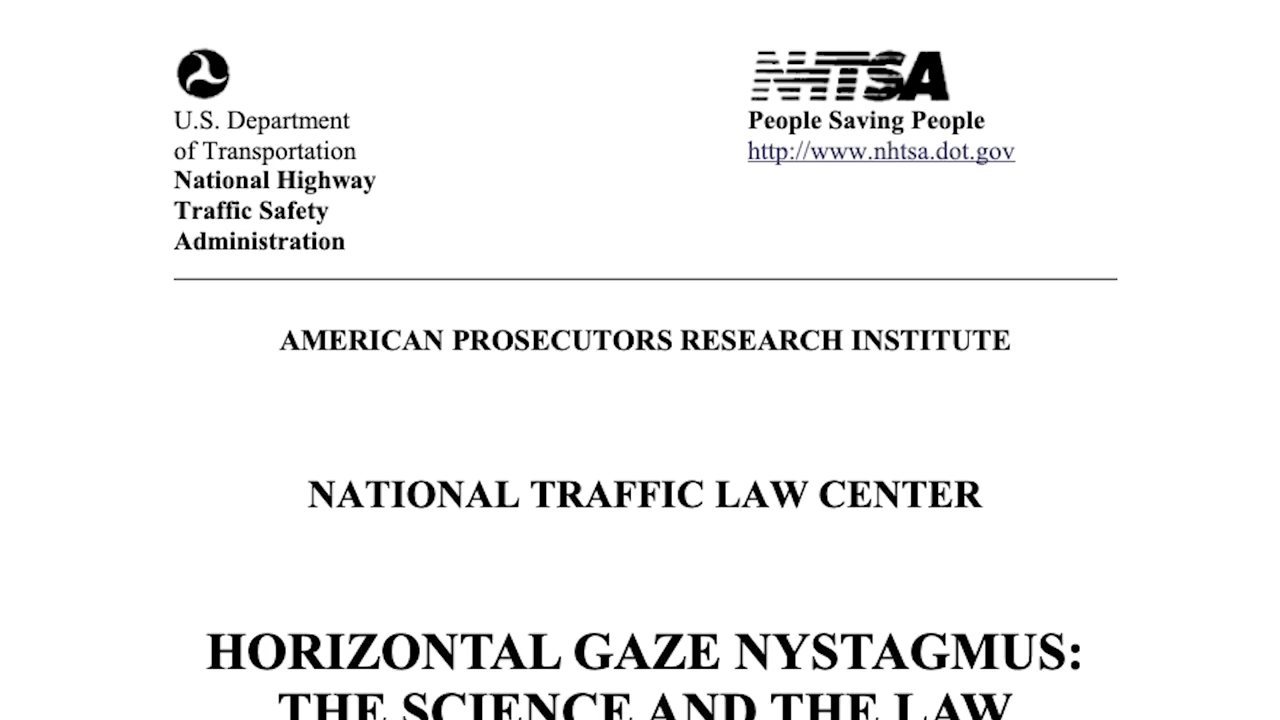 U.S. Department
of Transportation
National Highway
Traffic Safety
Administration
NHTSA
People Saving People
http://www.nhtsa.dot.gov
AMERICAN PROSECUTORS RESEARCH INSTITUTE
NATIONAL TRAFFIC LAW CENTER
HORIZONTAL GAZE NYSTAGMUS:
THE SCIENCE AND THE LAW